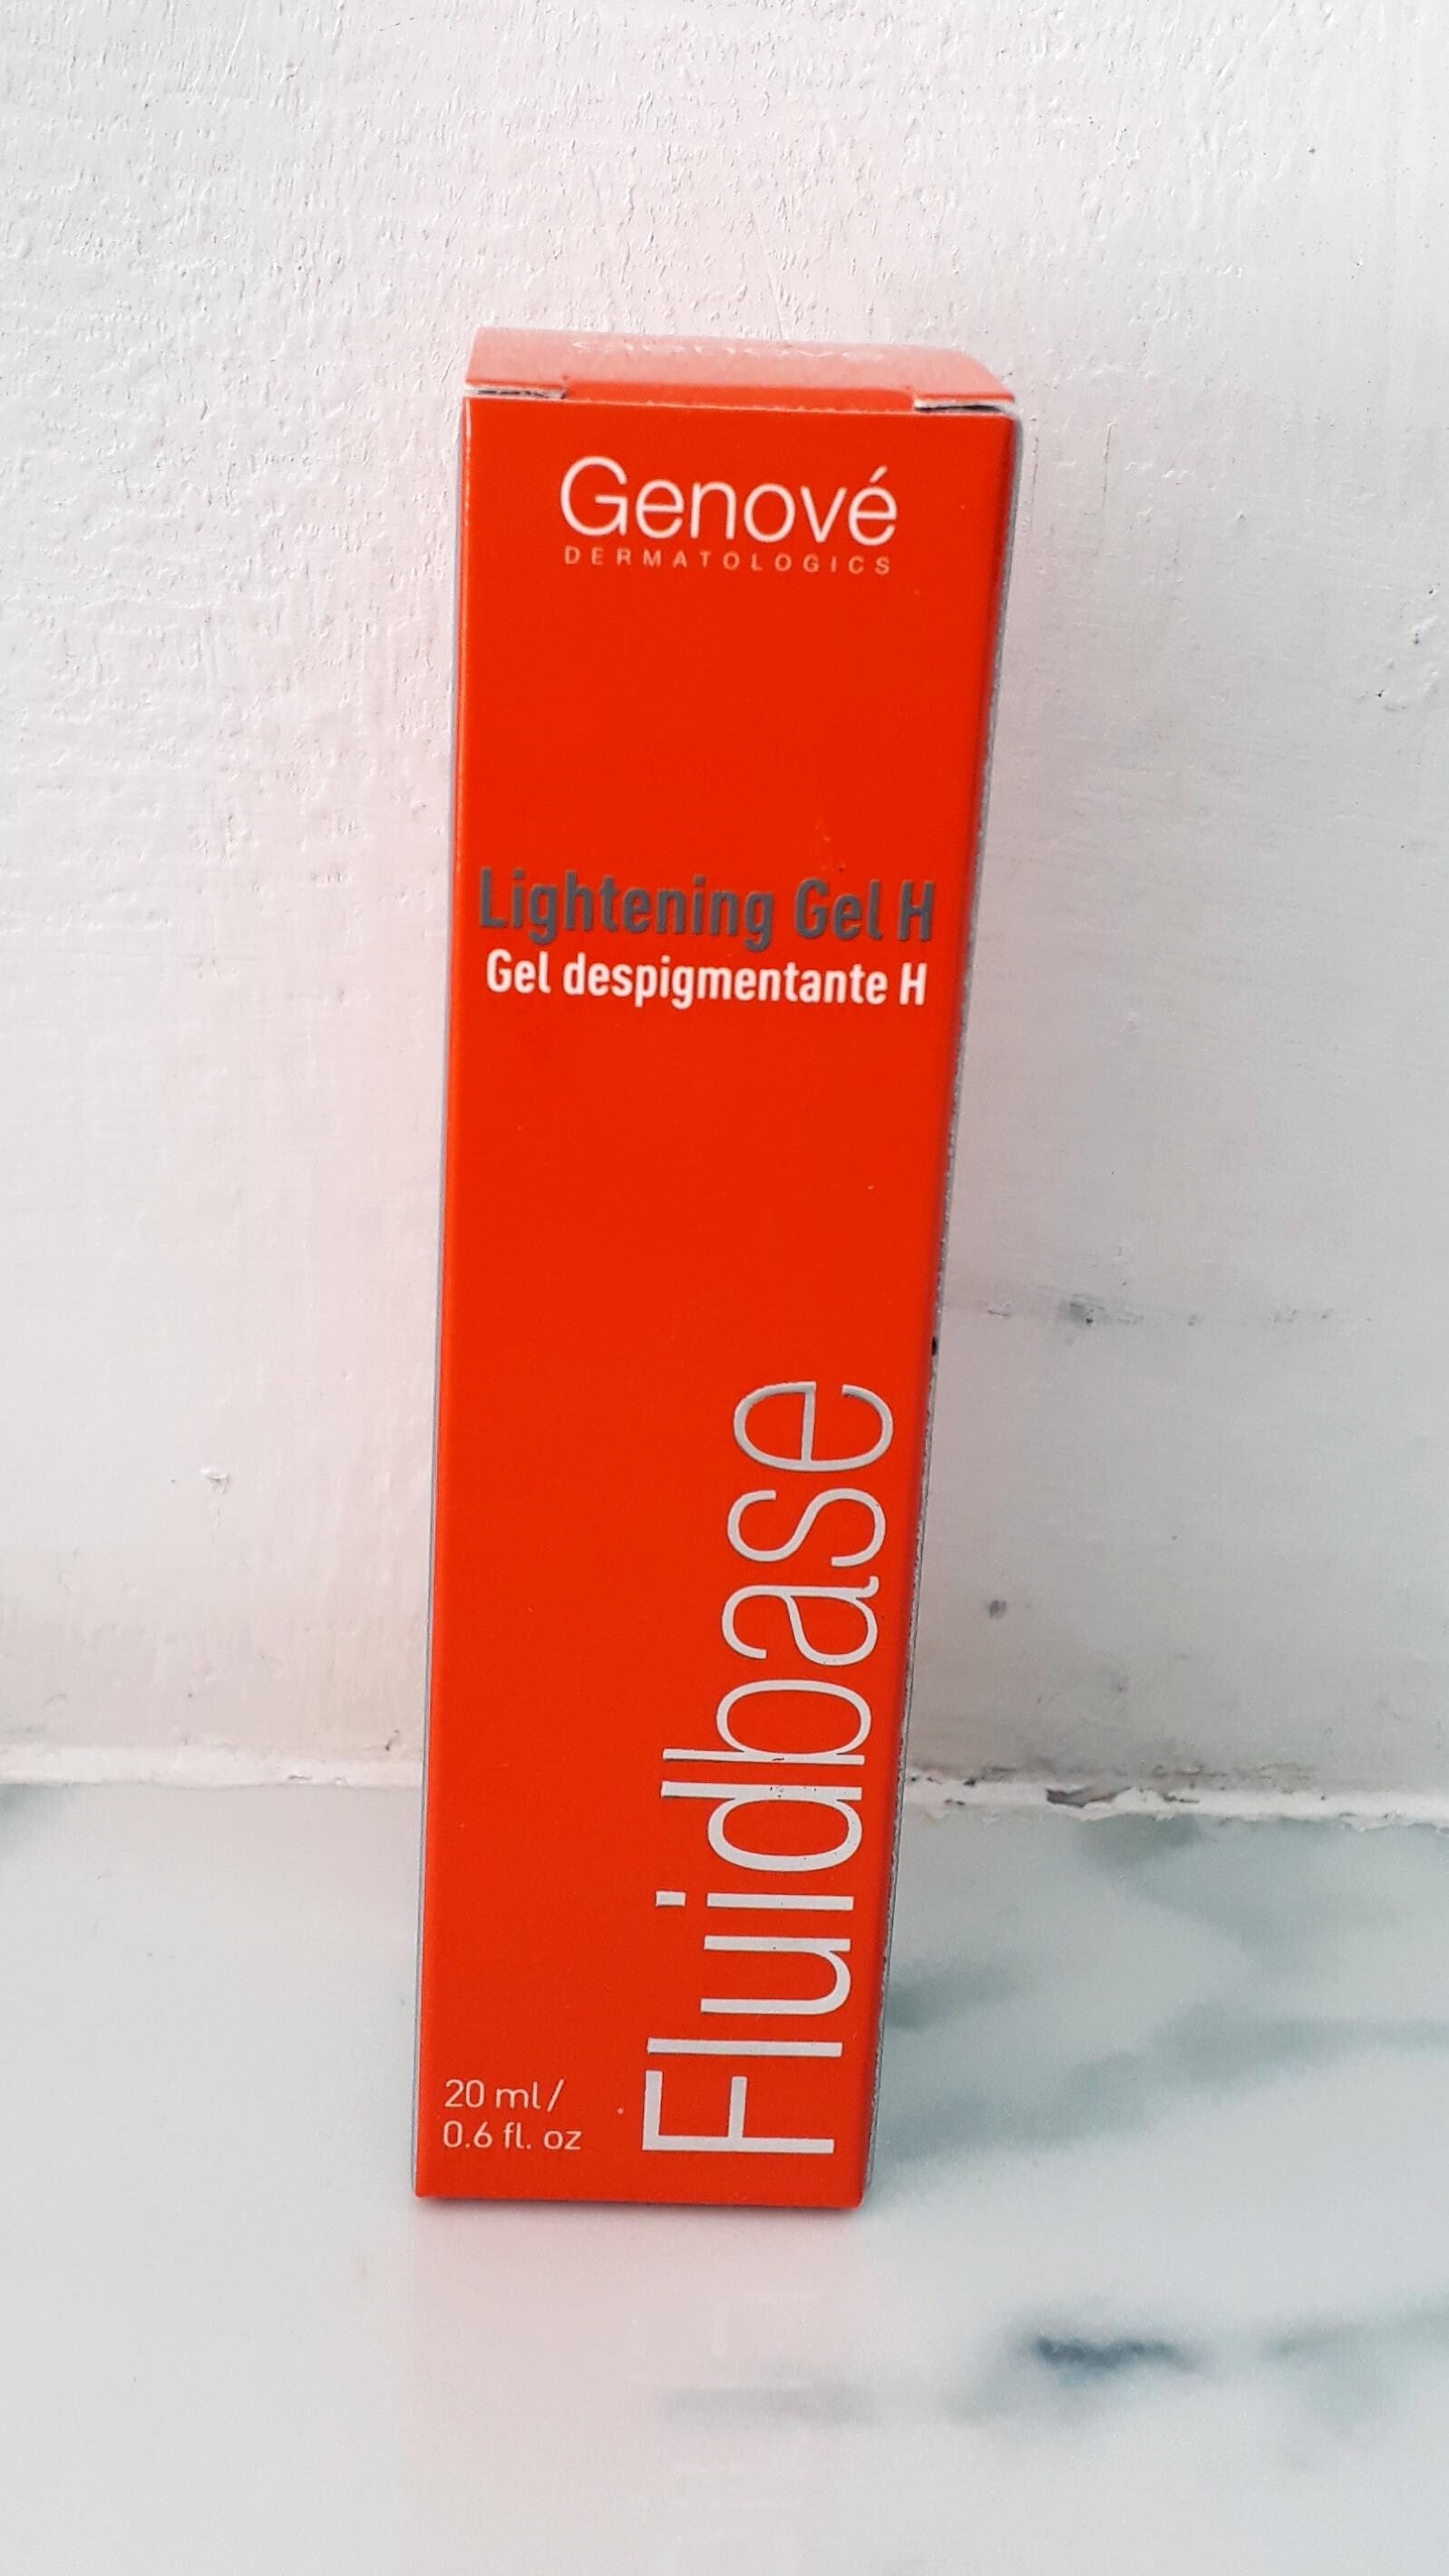 Genové
DERMATOLOGICS
Lightening Gel H
Gel despigmentante H
Fluidbase
20 ml/
0.6 fl. oz